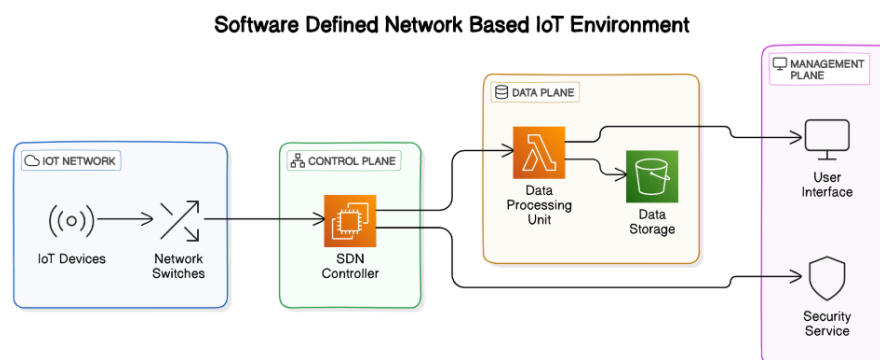 Software Defined Network Based IoT Environment
MANAGEMENT
PLANE
DATA PLANE
IOT NETWORK
CONTROL PLANE
User
Interface
Data
Processing
Unit
Data
Storage
IoT Devices
Network
Switches
SDN
Controller
Security
Service